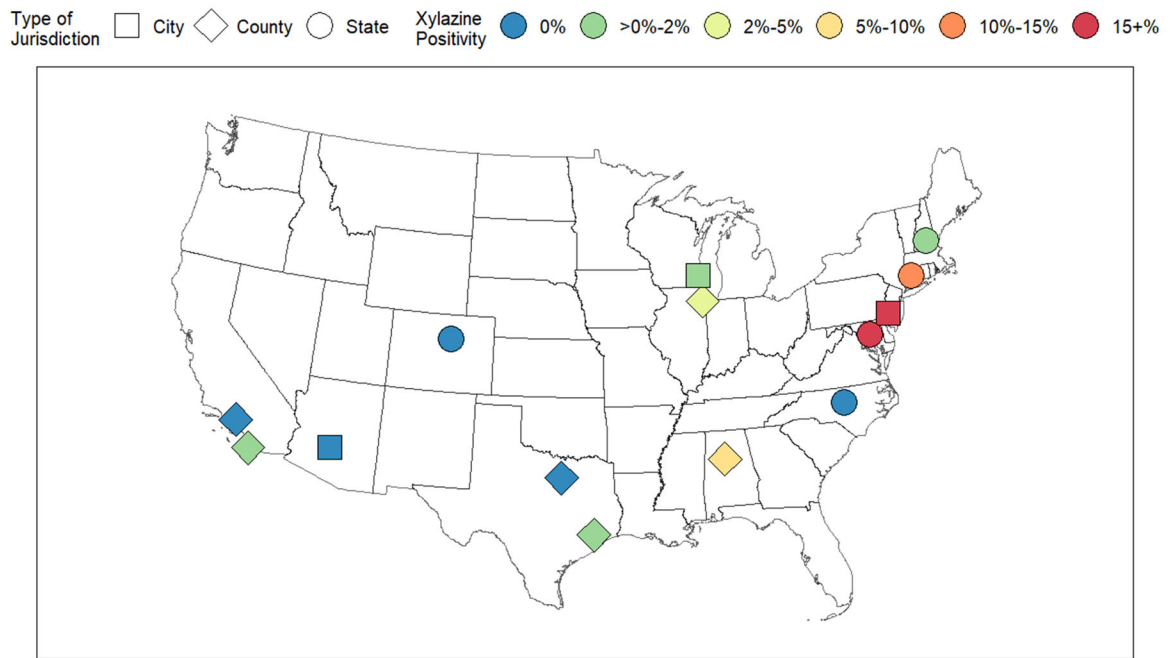 Type of
Jurisdiction
City
County
State
Xylazine
Positivity
0%
>0%-2%
2%-5%
5%-10%
10%-15%
15+%